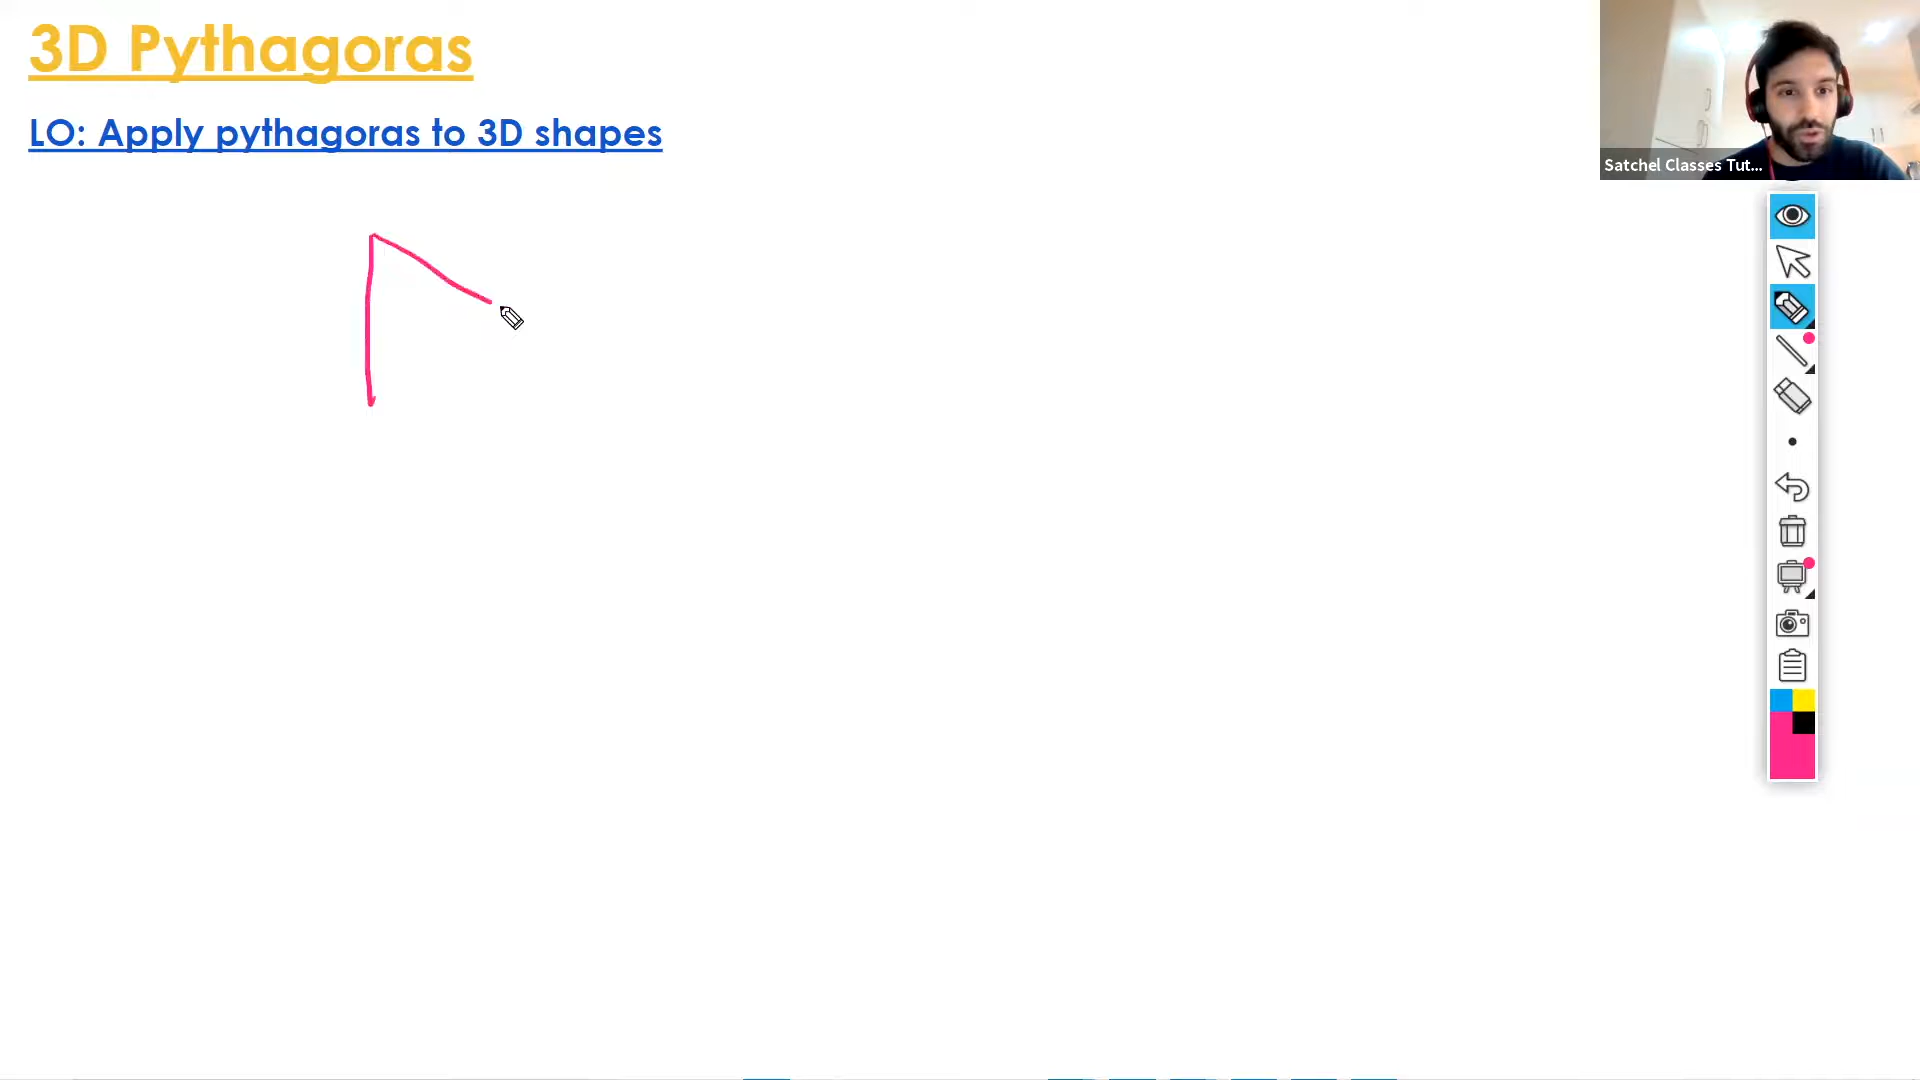 3D Pythagoras
LO: Apply pythagoras to 3D shapes
Satchel Classes Tut...